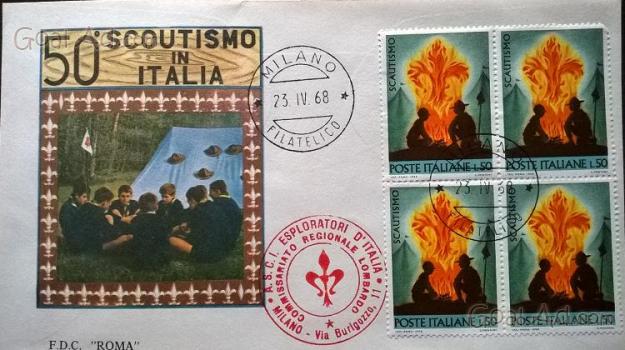 50° SCOUTISMO
IN
ITALIA
MILANO
23. IV. 68
FILATELICO
A.S.C.I. ESPLORATORI D'ITALIA
COMMISSARIATO REGIONALE LOMBARDO
MILANO - Via Burigozzo, 11
SCAUTISMO
POSTE ITALIANE L.50
SCAUTISMO
POSTE ITALIANE L.50
SCAUTISMO
POSTE ITALIANE L.50
SCAUTISMO
POSTE ITALIANE L.50
F.D.C. "ROMA"